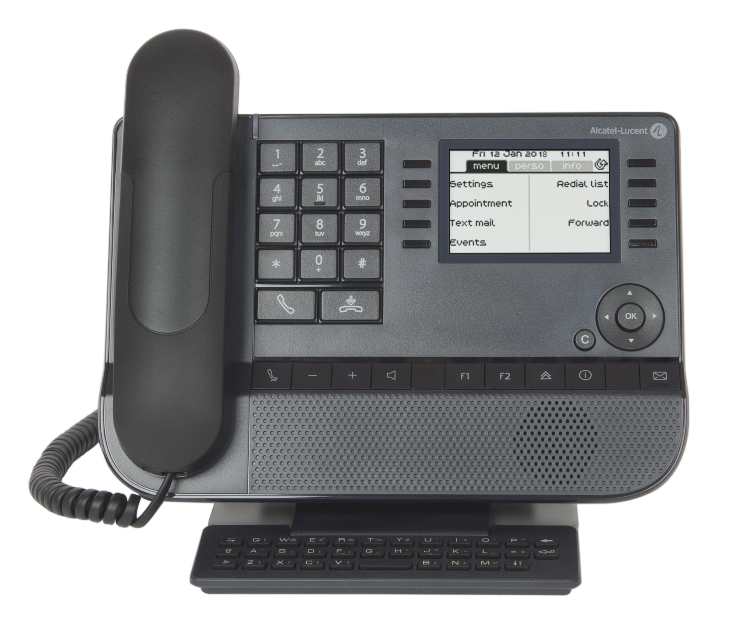 Alcatel-Lucent
Fri 12 Jan 2018 11:11
menu perso info
Settings Redial list
Appointment Lock
Text mail Forward
Events
1 2 abc 3 def
4 ghi 5 jkl 6 mno
7 pqrs 8 tuv 9 wxyz
* 0 + #
OK
C
- + F1 F2 i
Q W E R T Y U I O P
A S D F G H J K L
Z X C V B N M